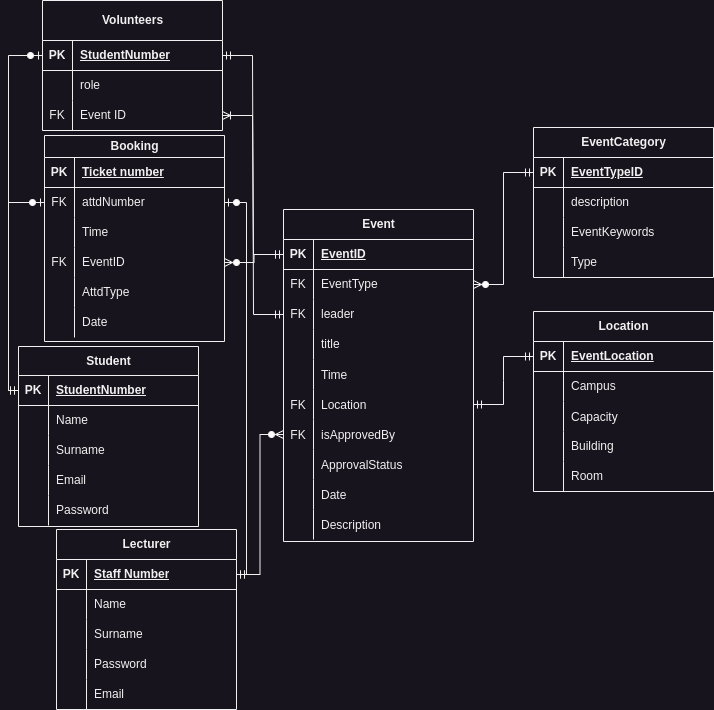 Volunteers
PK StudentNumber
role
FK Event ID
Booking
PK Ticket number
FK attdNumber
Time
FK EventID
AttdType
Date
Student
PK StudentNumber
Name
Surname
Email
Password
Lecturer
PK Staff Number
Name
Surname
Password
Email
Event
PK EventID
FK EventType
FK leader
title
Time
FK Location
FK isApprovedBy
ApprovalStatus
Date
Description
EventCategory
PK EventTypeID
description
EventKeywords
Type
Location
PK EventLocation
Campus
Capacity
Building
Room